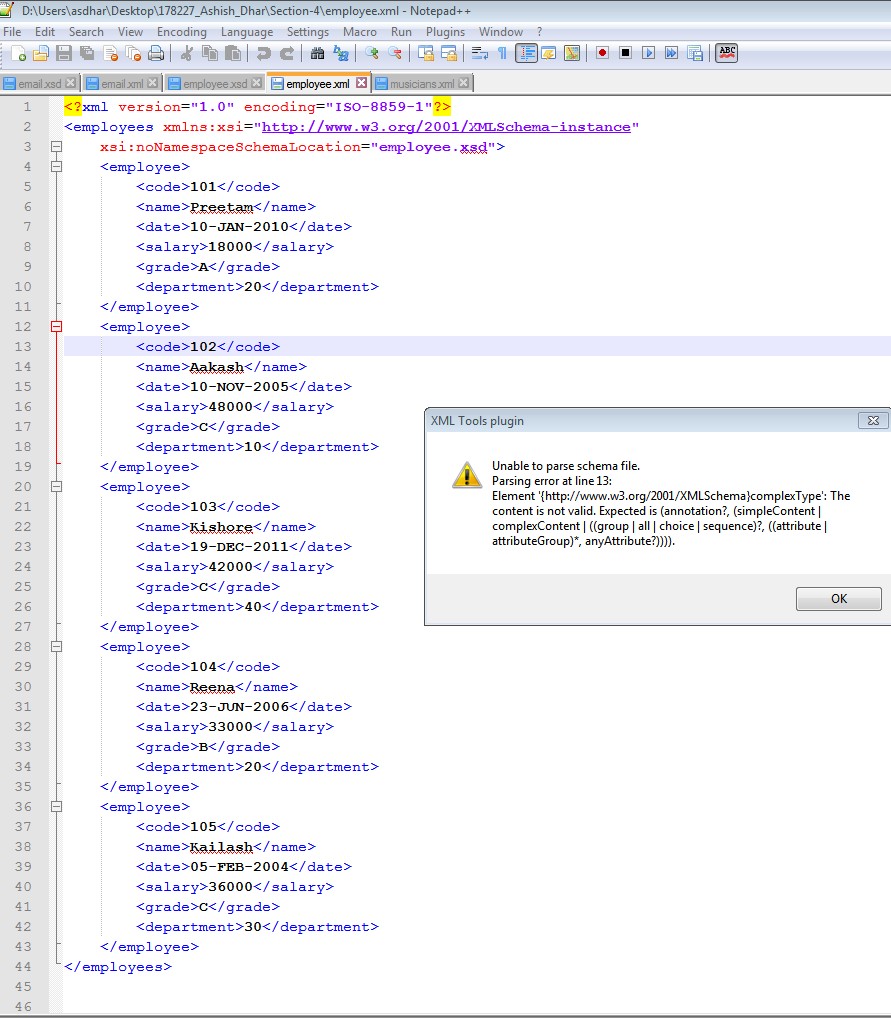 D:\Users\asdhar\Desktop\178227_Ashish_Dhar\Section-4\employee.xml - Notepad++
File Edit Search View Encoding Language Settings Macro Run Plugins Window ?
ABC
email.xsd email.xml employee.xsd employee.xml musicians.xml
1 <?xml version="1.0" encoding="ISO-8859-1"?>
2 <employees xmlns:xsi="http://www.w3.org/2001/XMLSchema-instance"
3 xsi:noNamespaceSchemaLocation="employee.xsd">
4 <employee>
5 <code>101</code>
6 <name>Preetam</name>
7 <date>10-JAN-2010</date>
8 <salary>18000</salary>
9 <grade>A</grade>
10 <department>20</department>
11 </employee>
12 <employee>
13 <code>102</code>
14 <name>Aakash</name>
15 <date>10-NOV-2005</date>
16 <salary>48000</salary>
17 <grade>C</grade>
18 <department>10</department>
19 </employee>
20 <employee>
21 <code>103</code>
22 <name>Kishore</name>
23 <date>19-DEC-2011</date>
24 <salary>42000</salary>
25 <grade>C</grade>
26 <department>40</department>
27 </employee>
28 <employee>
29 <code>104</code>
30 <name>Reena</name>
31 <date>23-JUN-2006</date>
32 <salary>33000</salary>
33 <grade>B</grade>
34 <department>20</department>
35 </employee>
36 <employee>
37 <code>105</code>
38 <name>Kailash</name>
39 <date>05-FEB-2004</date>
40 <salary>36000</salary>
41 <grade>C</grade>
42 <department>30</department>
43 </employee>
44 </employees>
45
46
XML Tools plugin
Unable to parse schema file.
Parsing error at line 13:
Element '{http://www.w3.org/2001/XMLSchema}complexType': The
content is not valid. Expected is (annotation?, (simpleContent |
complexContent | ((group | all | choice | sequence)?, ((attribute |
attributeGroup)*, anyAttribute?)))).
OK